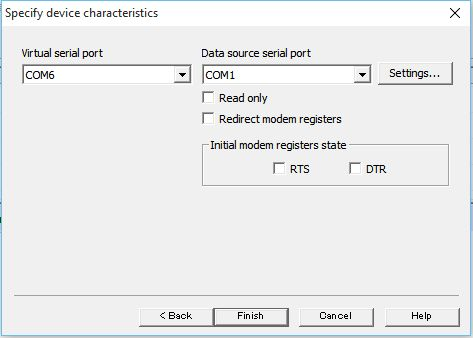 Specify device characteristics
Virtual serial port
Data source serial port
COM6
COM1
Settings...
Read only
Redirect modem registers
Initial modem registers state
RTS
DTR
< Back
Finish
Cancel
Help